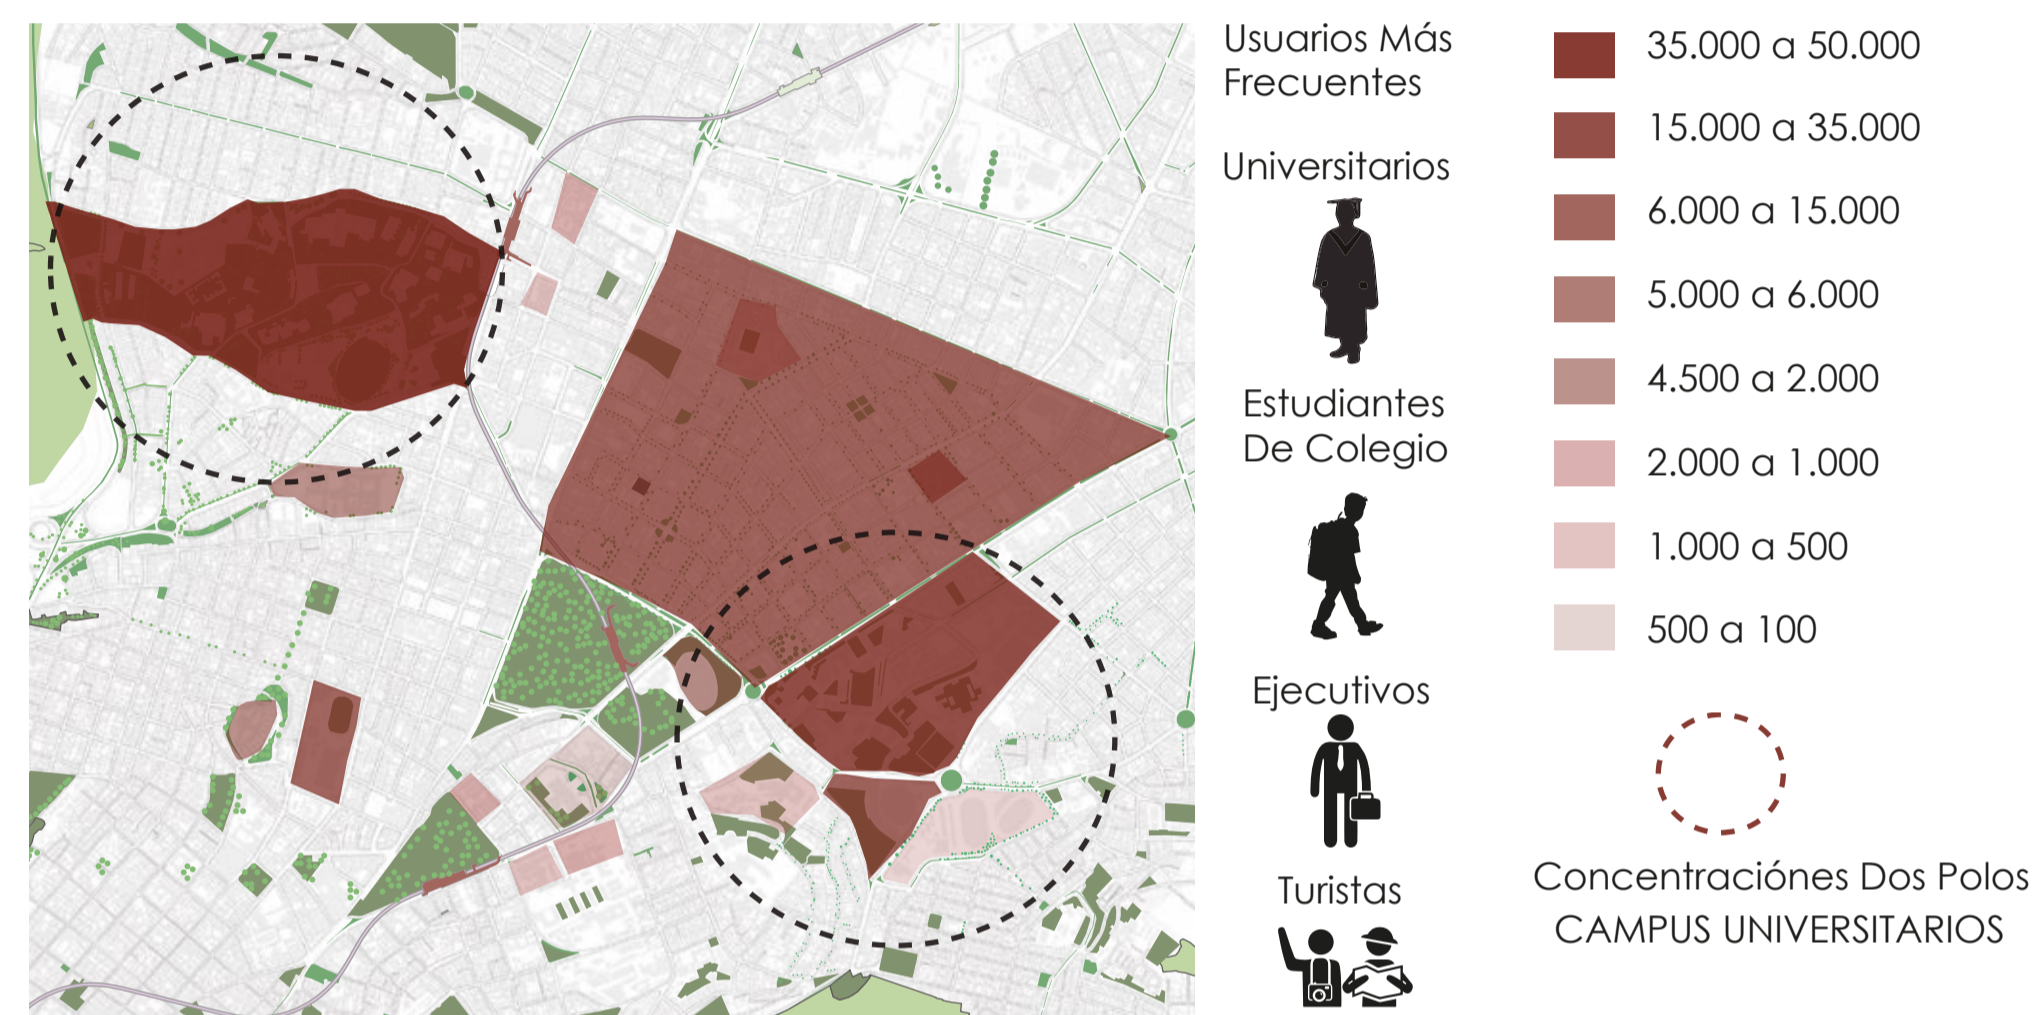 Usuarios Más
Frecuentes
Universitarios
Estudiantes
De Colegio
Ejecutivos
Turistas
35.000 a 50.000
15.000 a 35.000
6.000 a 15.000
5.000 a 6.000
4.500 a 2.000
2.000 a 1.000
1.000 a 500
500 a 100
Concentraciónes Dos Polos
CAMPUS UNIVERSITARIOS